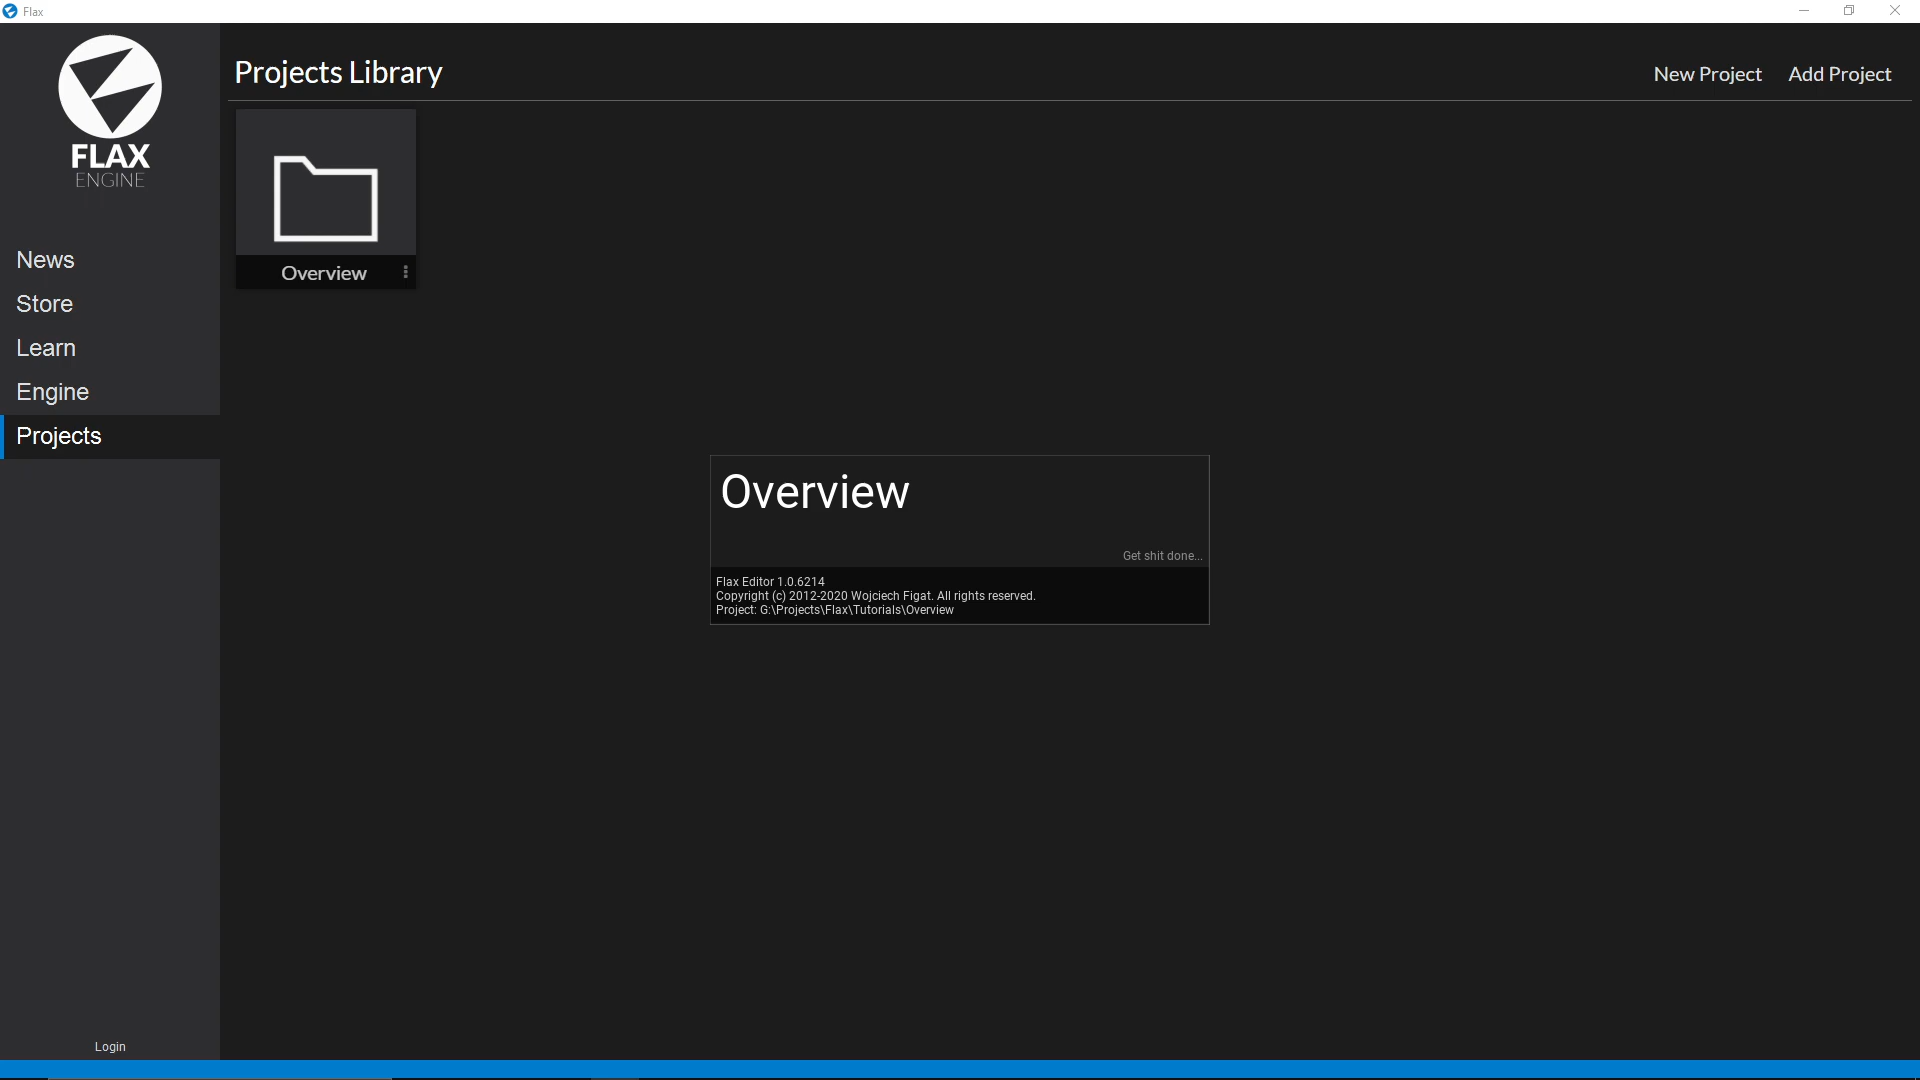 Flax
FLAX
ENGINE
News
Store
Learn
Engine
Projects
Login
Projects Library
New Project
Add Project
Overview
Overview
Get shit done...
Flax Editor 1.0.6214
Copyright (c) 2012-2020 Wojciech Figat. All rights reserved.
Project: G:\Projects\Flax\Tutorials\Overview